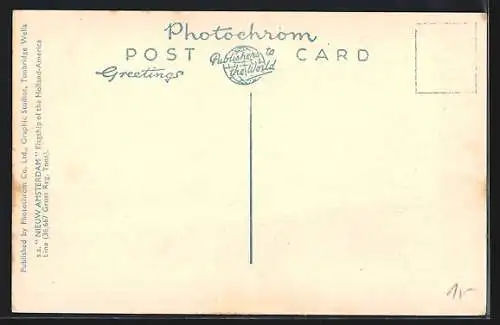 Photochrom
POST CARD
Publishers to
the World
Greetings
Published by Photochrom Co. Ltd., Graphic Studios, Tunbridge Wells
s.s. "NIEUW AMSTERDAM" Flagship of the Holland-America
Line (36,667 Gross Reg. Tons).